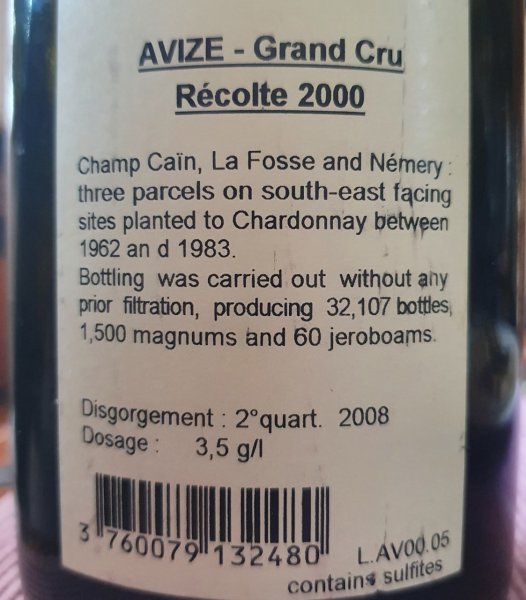 AVIZE - Grand Cru
Récolte 2000
Champ Caïn, La Fosse and Némery :
three parcels on south-east facing
sites planted to Chardonnay between
1962 an d 1983.
Bottling was carried out without any
prior filtration, producing 32,107 bottles,
1,500 magnums and 60 jeroboams.
Disgorgement : 2°quart. 2008
Dosage : 3,5 g/l
3 760079 132480
L.AV00.05
contains sulfites